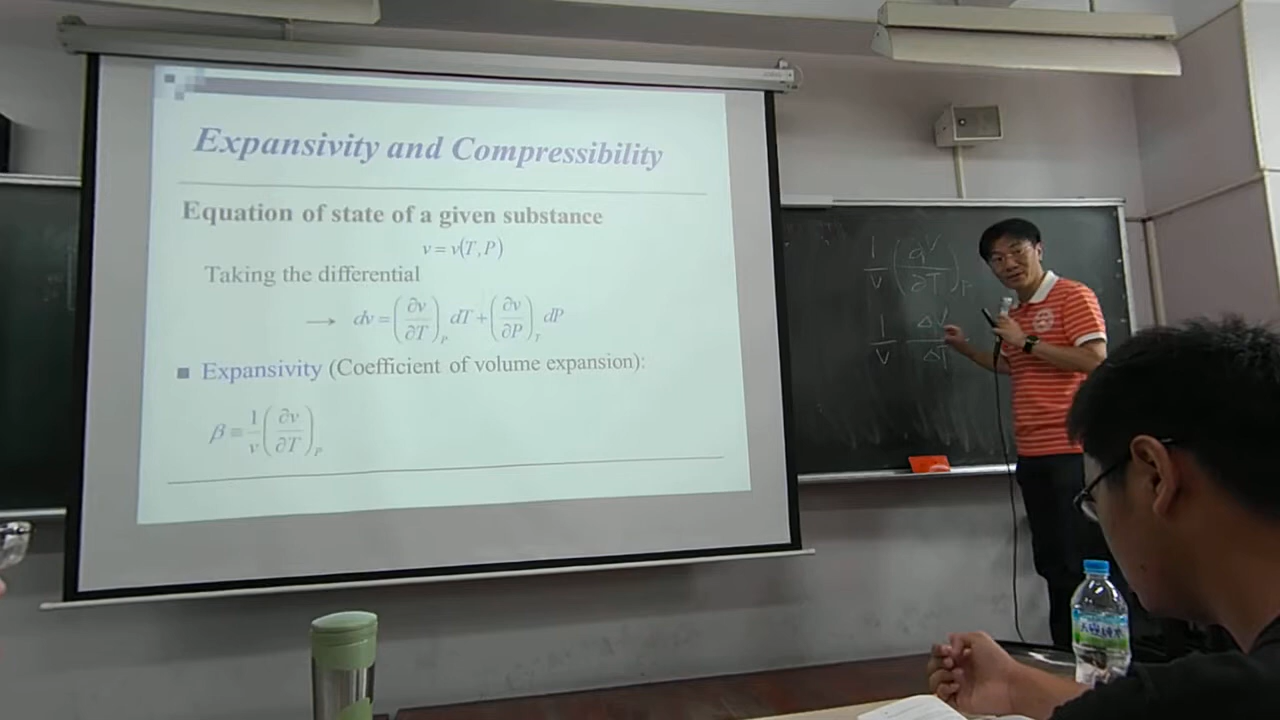 Expansivity and Compressibility
Equation of state of a given substance
v = v(T, P)
Taking the differential
→ dv = (∂v/∂T)_P dT + (∂v/∂P)_T dP
■ Expansivity (Coefficient of volume expansion):
β ≡ 1/v (∂v/∂T)_P
1/V (∂V/∂T)_P
1/V ΔV/ΔT